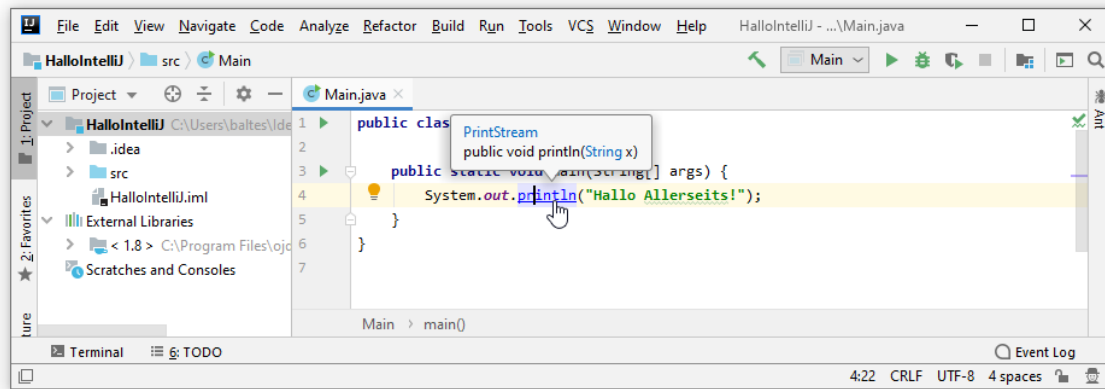 IJ File Edit View Navigate Code Analyze Refactor Build Run Tools VCS Window Help HalloIntelliJ - ...\Main.java
HalloIntelliJ src Main Main
1: Project
Project
Main.java
Ant
HalloIntelliJ C:\Users\baltes\Ide
.idea
src
HalloIntelliJ.iml
External Libraries
< 1.8 > C:\Program Files\ojd
Scratches and Consoles
2: Favorites
1 public clas
PrintStream
public void println(String x)
2
3 public static void main(String[] args) {
4 System.out.println("Hallo Allerseits!");
5 }
6 }
7
Main > main()
Terminal 6: TODO Event Log
4:22 CRLF UTF-8 4 spaces